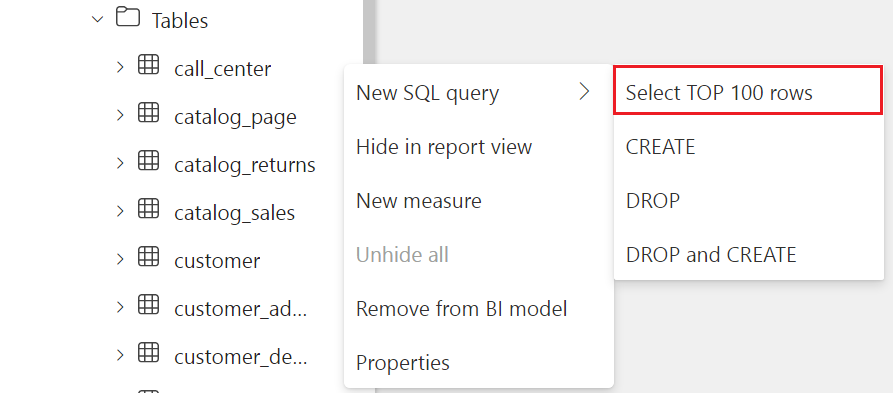 Tables
call_center
catalog_page
catalog_returns
catalog_sales
customer
customer_ad...
customer_de...
New SQL query
Hide in report view
New measure
Unhide all
Remove from BI model
Properties
Select TOP 100 rows
CREATE
DROP
DROP and CREATE